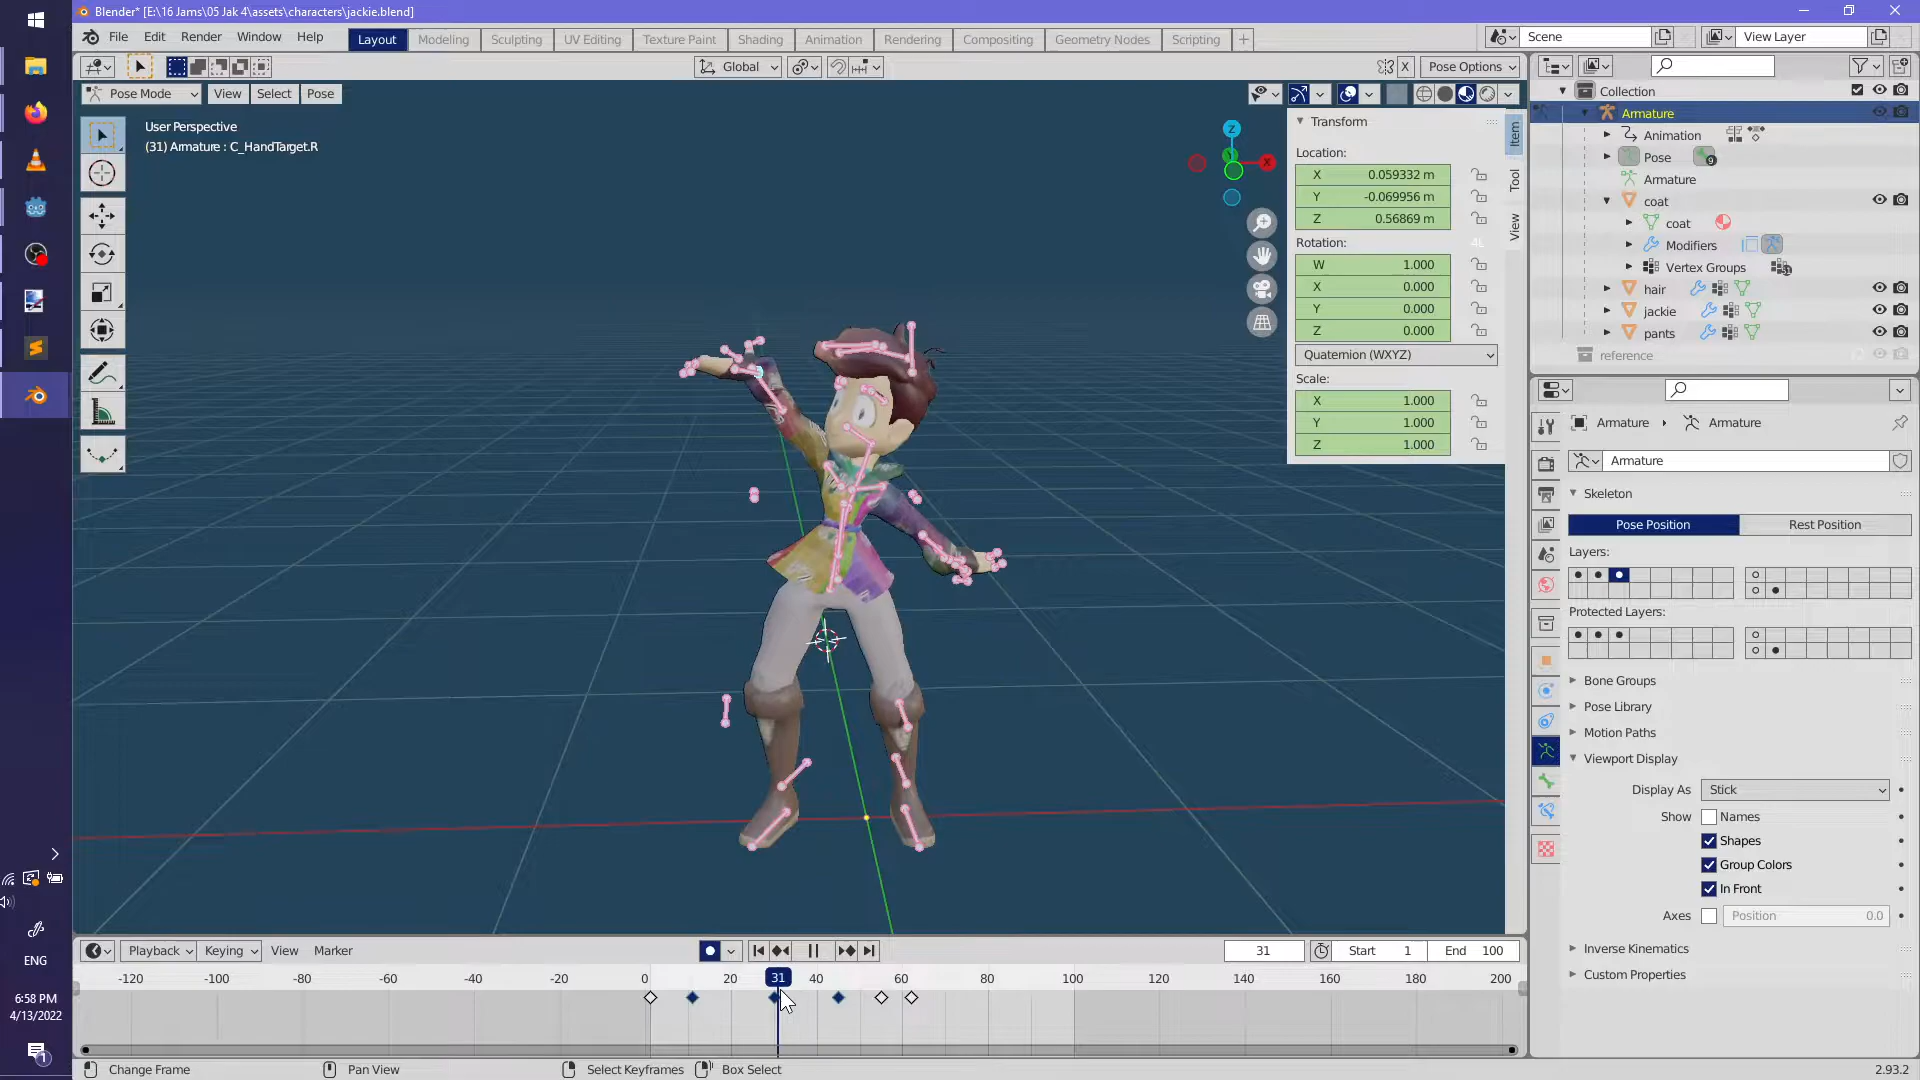 Blender* [E:\16 Jams\05 Jak 4\assets\characters\jackie.blend]
File Edit Render Window Help Layout Modeling Sculpting UV Editing Texture Paint Shading Animation Rendering Compositing Geometry Nodes Scripting + Scene View Layer
Global X Pose Options
Pose Mode View Select Pose
User Perspective
(31) Armature : C_HandTarget.R
Z
X
Transform
Location:
X 0.059332 m
Y -0.069956 m
Z 0.56869 m
Rotation: 4L
W 1.000
X 0.000
Y 0.000
Z 0.000
Quaternion (WXYZ)
Scale:
X 1.000
Y 1.000
Z 1.000
Item
Tool
View
Collection
Armature
Animation
Pose 9
Armature
coat
coat
Modifiers
Vertex Groups
hair
jackie
pants
reference
Armature Armature
Armature
Skeleton
Pose Position Rest Position
Layers:
Protected Layers:
Bone Groups
Pose Library
Motion Paths
Viewport Display
Display As Stick
Show Names
Shapes
Group Colors
In Front
Axes Position 0.0
Inverse Kinematics
Custom Properties
Playback Keying View Marker 31 Start 1 End 100
-120 -100 -80 -60 -40 -20 0 20 31 40 60 80 100 120 140 160 180 200
Change Frame Pan View Select Keyframes Box Select 2.93.2
ENG
6:58 PM
4/13/2022
1